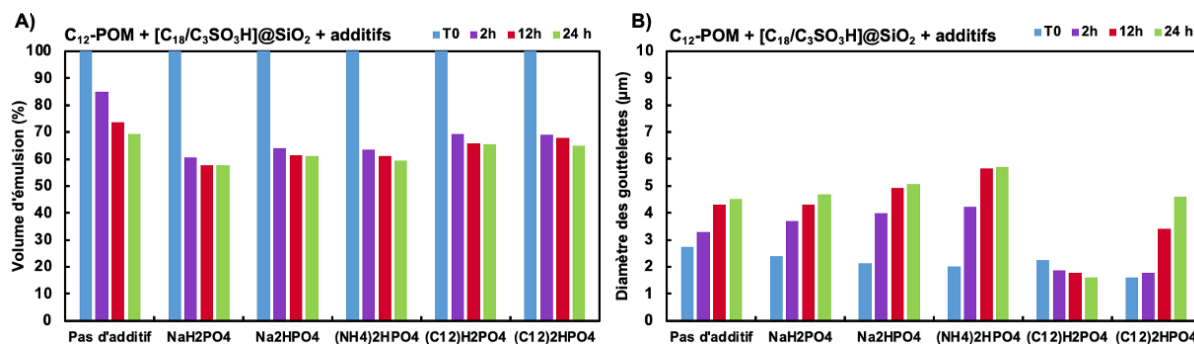 A)
C₁₂-POM + [C₁₈/C₃SO₃H]@SiO₂ + additifs
T0 2h 12h 24 h
Volume d'émulsion (%)
100
90
80
70
60
50
40
30
20
10
0
Pas d'additif NaH2PO4 Na2HPO4 (NH4)2HPO4 (C12)H2PO4 (C12)2HPO4
B)
C₁₂-POM + [C₁₈/C₃SO₃H]@SiO₂ + additifs
T0 2h 12h 24 h
Diamètre des gouttelettes (µm)
10
9
8
7
6
5
4
3
2
1
0
Pas d'additif NaH2PO4 Na2HPO4 (NH4)2HPO4 (C12)H2PO4 (C12)2HPO4